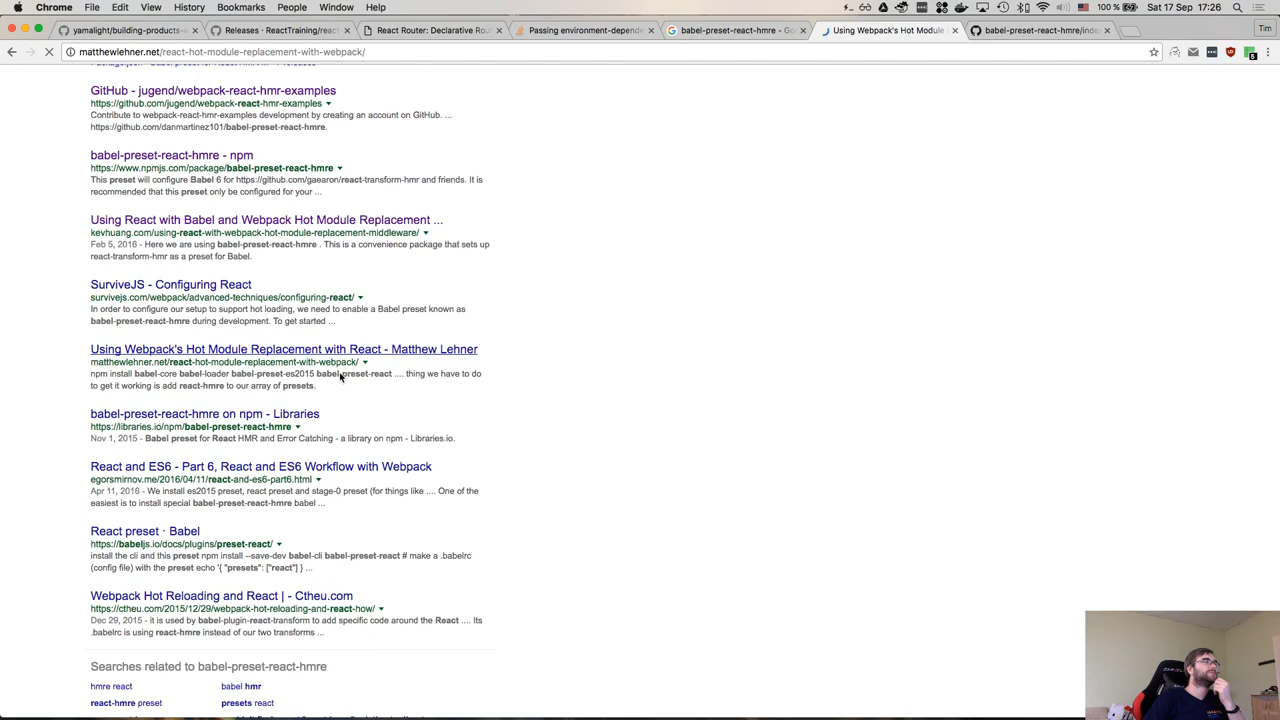 Chrome File Edit View History Bookmarks People Window Help
100 % Sat 17 Sep 17:26
yamalight/building-products-
Releases · ReactTraining/react
React Router: Declarative Rou
Passing environment-depende
babel-preset-react-hmre - Go
Using Webpack's Hot Module
babel-preset-react-hmre/inde
Tim
matthewlehner.net/react-hot-module-replacement-with-webpack/
GitHub - jugend/webpack-react-hmr-examples
https://github.com/jugend/webpack-react-hmr-examples
Contribute to webpack-react-hmr-examples development by creating an account on GitHub. ...
https://github.com/danmartinez101/babel-preset-react-hmre.
babel-preset-react-hmre - npm
https://www.npmjs.com/package/babel-preset-react-hmre
This preset will configure Babel 6 for https://github.com/gaearon/react-transform-hmr and friends. It is
recommended that this preset only be configured for your ...
Using React with Babel and Webpack Hot Module Replacement ...
kevhuang.com/using-react-with-webpack-hot-module-replacement-middleware/
Feb 5, 2016 - Here we are using babel-preset-react-hmre . This is a convenience package that sets up
react-transform-hmr as a preset for Babel.
SurviveJS - Configuring React
survivejs.com/webpack/advanced-techniques/configuring-react/
In order to configure our setup to support hot loading, we need to enable a Babel preset known as
babel-preset-react-hmre during development. To get started ...
Using Webpack's Hot Module Replacement with React - Matthew Lehner
matthewlehner.net/react-hot-module-replacement-with-webpack/
npm install babel-core babel-loader babel-preset-es2015 babel-preset-react .... thing we have to do
to get it working is add react-hmre to our array of presets.
babel-preset-react-hmre on npm - Libraries
https://libraries.io/npm/babel-preset-react-hmre
Nov 1, 2015 - Babel preset for React HMR and Error Catching - a library on npm - Libraries.io.
React and ES6 - Part 6, React and ES6 Workflow with Webpack
egorsmirnov.me/2016/04/11/react-and-es6-part6.html
Apr 11, 2016 - We install es2015 preset, react preset and stage-0 preset (for things like .... One of the
easiest is to install special babel-preset-react-hmre babel ...
React preset · Babel
https://babeljs.io/docs/plugins/preset-react/
install the cli and this preset npm install --save-dev babel-cli babel-preset-react # make a .babelrc
(config file) with the preset echo '{ "presets": ["react"] } ...
Webpack Hot Reloading and React | - Ctheu.com
https://ctheu.com/2015/12/29/webpack-hot-reloading-and-react-how/
Dec 29, 2015 - it is used by babel-plugin-react-transform to add specific code around the React .... Its
.babelrc is using react-hmr instead of our two transforms ...
Searches related to babel-preset-react-hmre
hmre react babel hmr
react-hmre preset presets react